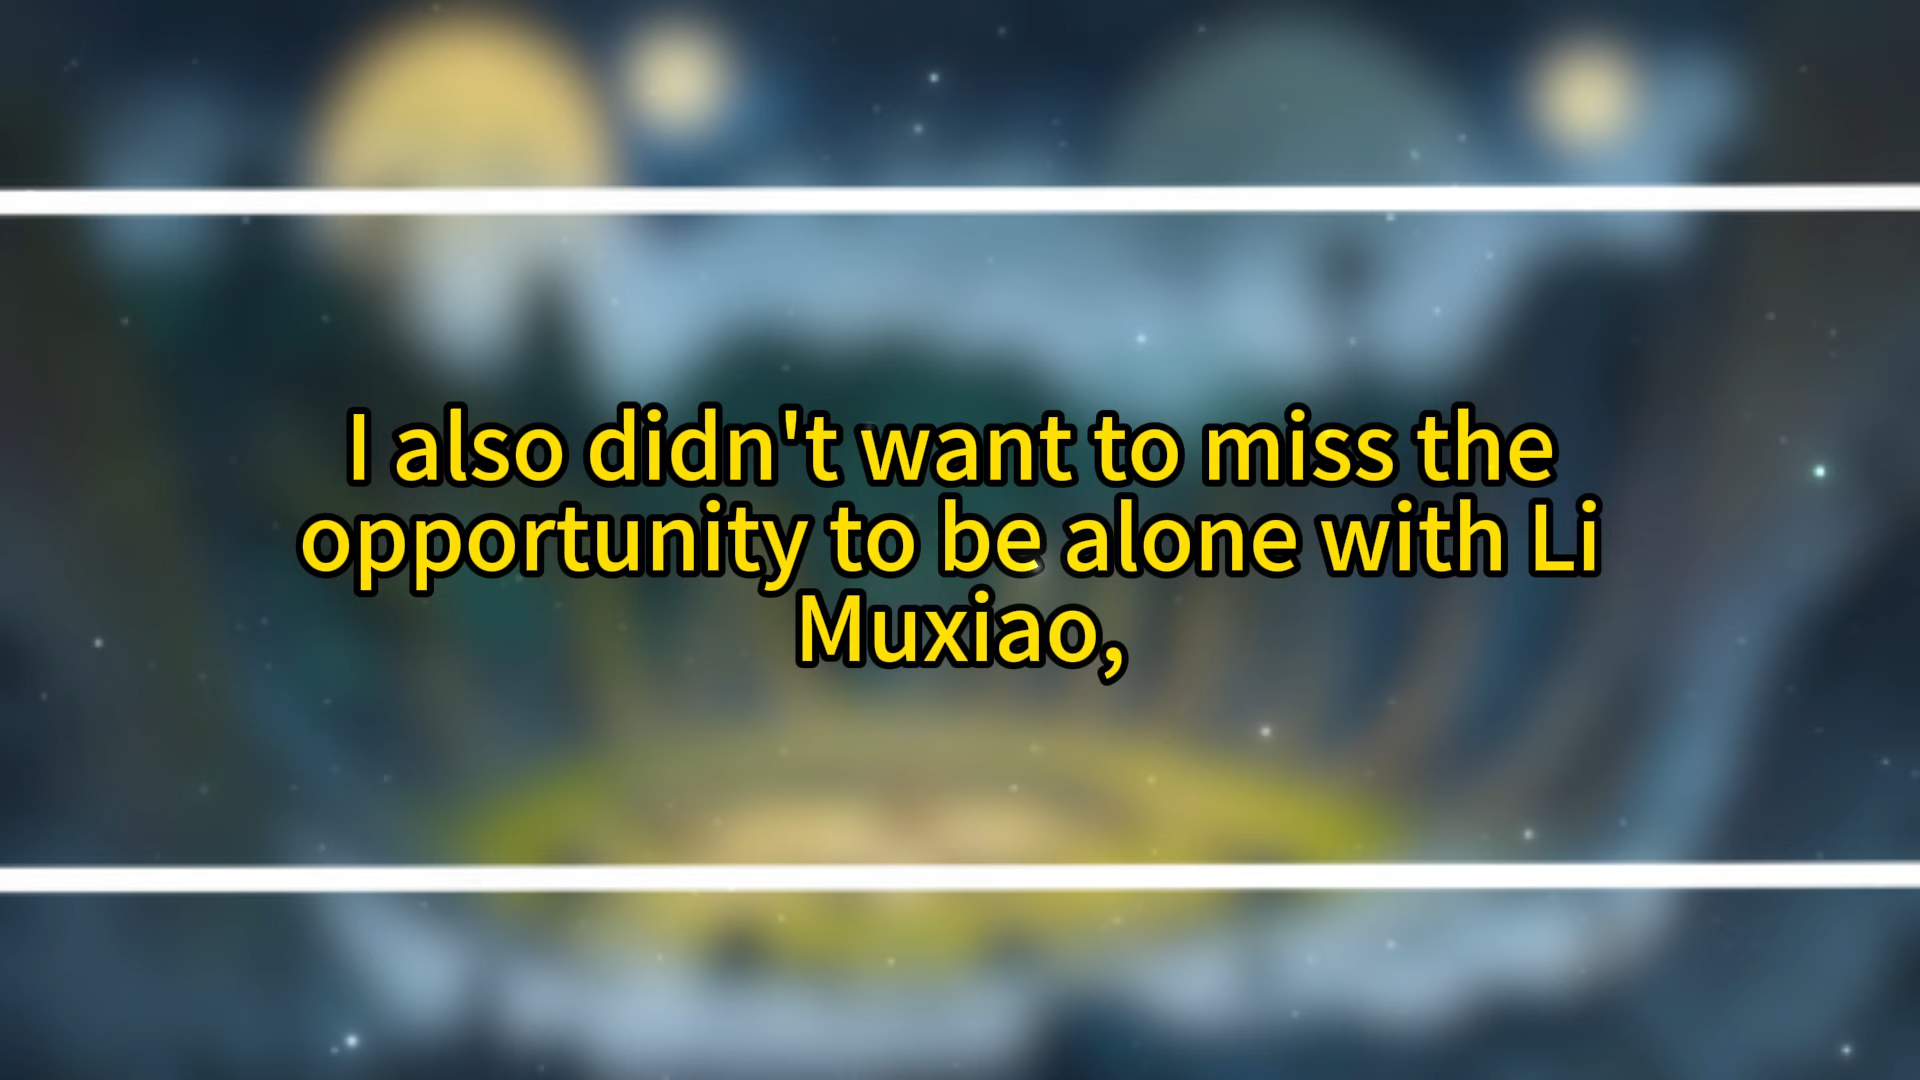 I also didn't want to miss the
opportunity to be alone with Li
Muxiao,